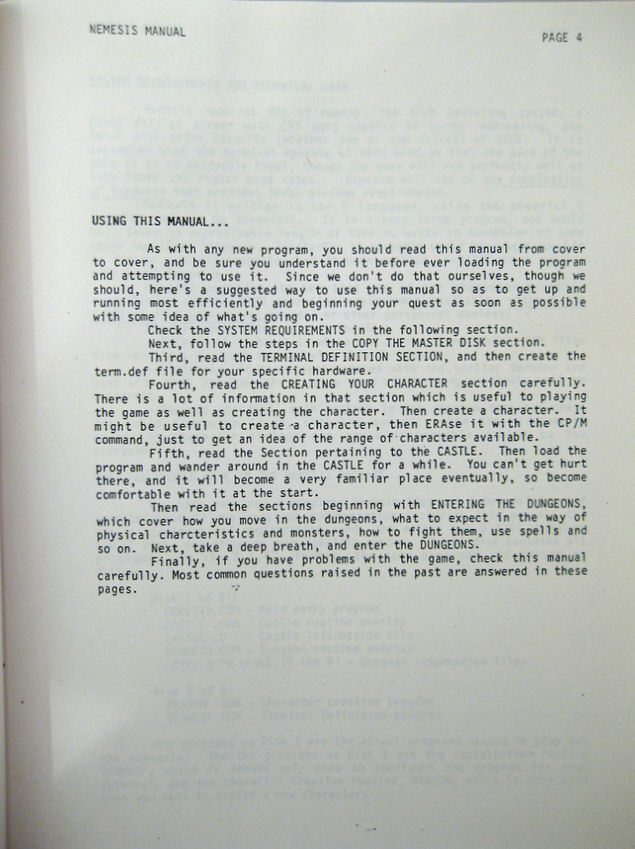 NEMESIS MANUAL
PAGE 4
USING THIS MANUAL...
As with any new program, you should read this manual from cover
to cover, and be sure you understand it before ever loading the program
and attempting to use it. Since we don't do that ourselves, though we
should, here's a suggested way to use this manual so as to get up and
running most efficiently and beginning your quest as soon as possible
with some idea of what's going on.
Check the SYSTEM REQUIREMENTS in the following section.
Next, follow the steps in the COPY THE MASTER DISK section.
Third, read the TERMINAL DEFINITION SECTION, and then create the
term.def file for your specific hardware.
Fourth, read the CREATING YOUR CHARACTER section carefully.
There is a lot of information in that section which is useful to playing
the game as well as creating the character. Then create a character. It
might be useful to create a character, then ERAse it with the CP/M
command, just to get an idea of the range of characters available.
Fifth, read the Section pertaining to the CASTLE. Then load the
program and wander around in the CASTLE for a while. You can't get hurt
there, and it will become a very familiar place eventually, so become
comfortable with it at the start.
Then read the sections beginning with ENTERING THE DUNGEONS,
which cover how you move in the dungeons, what to expect in the way of
physical charcteristics and monsters, how to fight them, use spells and
so on. Next, take a deep breath, and enter the DUNGEONS.
Finally, if you have problems with the game, check this manual
carefully. Most common questions raised in the past are answered in these
pages.